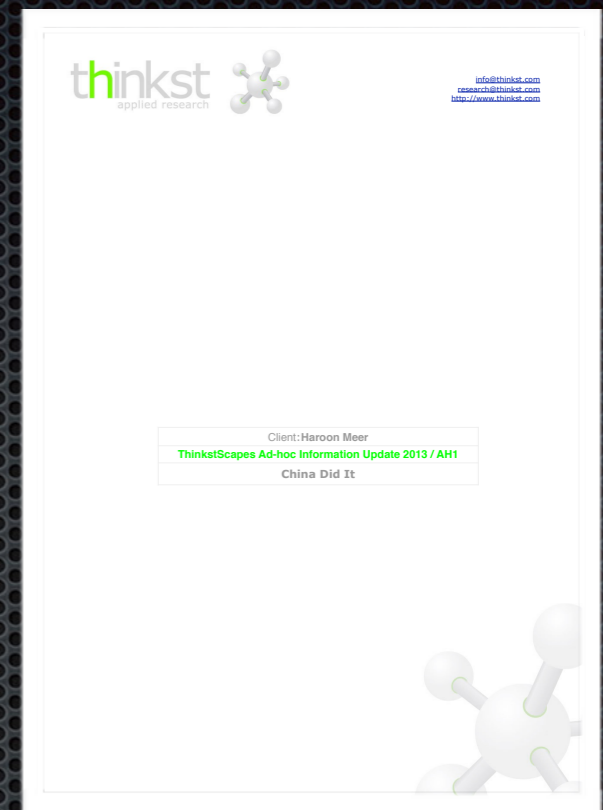 thinkst
applied research
info@thinkst.com
research@thinkst.com
http://www.thinkst.com
Client: Haroon Meer
ThinkstScapes Ad-hoc Information Update 2013 / AH1
China Did It